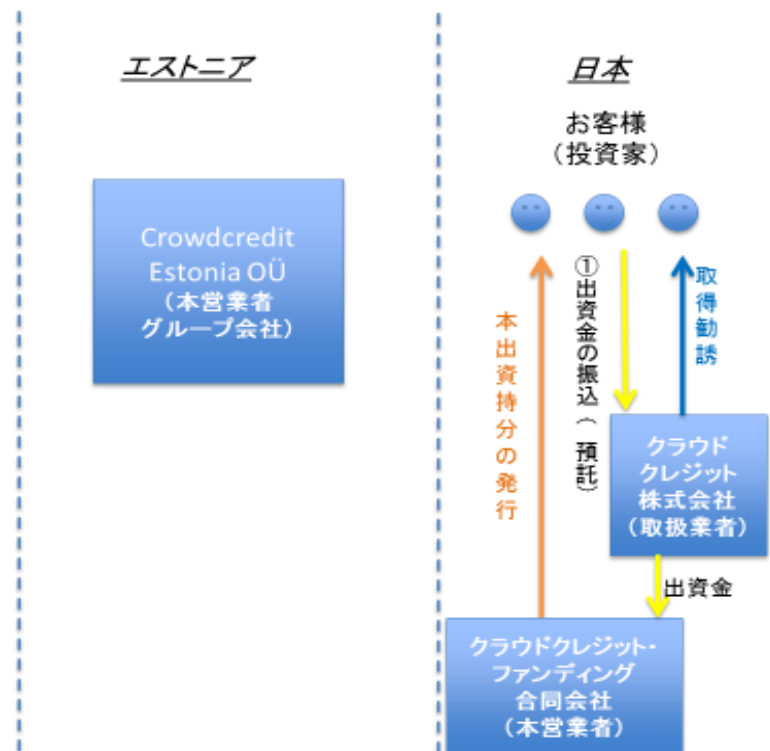 エストニア
日本
お客様
（投資家）
Crowdcredit
Estonia OÜ
（本営業者
グループ会社）
本出資持分の発行
①出資金の振込（預託）
取得勧誘
クラウド
クレジット
株式会社
（取扱業者）
出資金
クラウドクレジット・
ファンディング
合同会社
（本営業者）